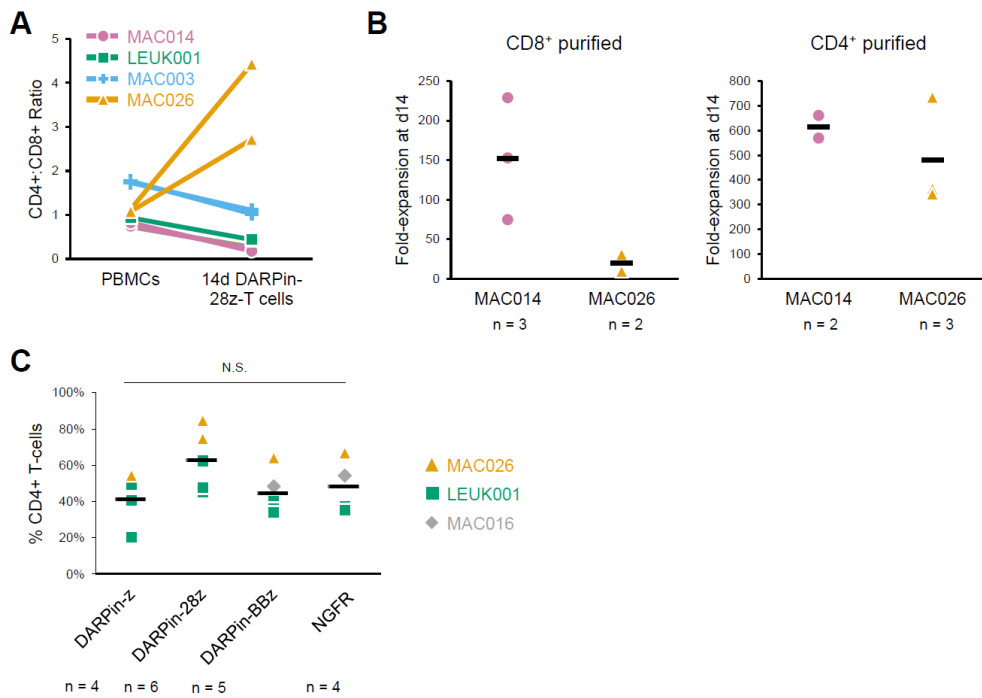 A
MAC014
LEUK001
MAC003
MAC026
CD4+:CD8+ Ratio
5
4
3
2
1
0
PBMCs
14d DARPin-
28z-T cells
B
CD8+ purified
Fold-expansion at d14
250
200
150
100
50
0
MAC014
MAC026
n = 3
n = 2
CD4+ purified
Fold-expansion at d14
800
700
600
500
400
300
200
100
0
MAC014
MAC026
n = 2
n = 3
C
N.S.
% CD4+ T-cells
100%
80%
60%
40%
20%
0%
DARPin-z
DARPin-28z
DARPin-BBz
NGFR
n = 4
n = 6
n = 5
n = 4
MAC026
LEUK001
MAC016